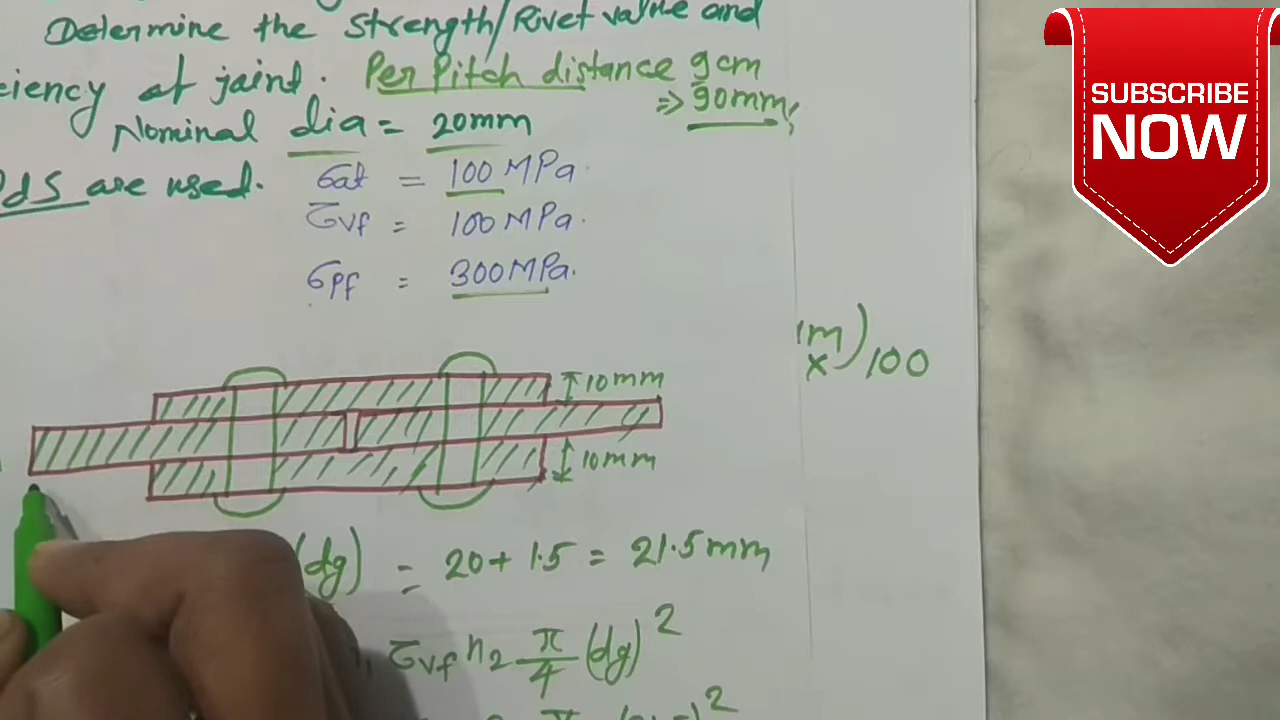 Determine the Strength/Rivet value and
ciency of joint. Per Pitch distance 9cm
⇒ 90mm,
Nominal dia = 20mm
Pds are used.
σat = 100 MPa.
τvf = 100 MPa.
σpf = 300 MPa.
SUBSCRIBE
NOW
m)
x 100
10mm
10mm
(dg) = 20 + 1.5 = 21.5mm
τvf n2 π/4 (dg)²